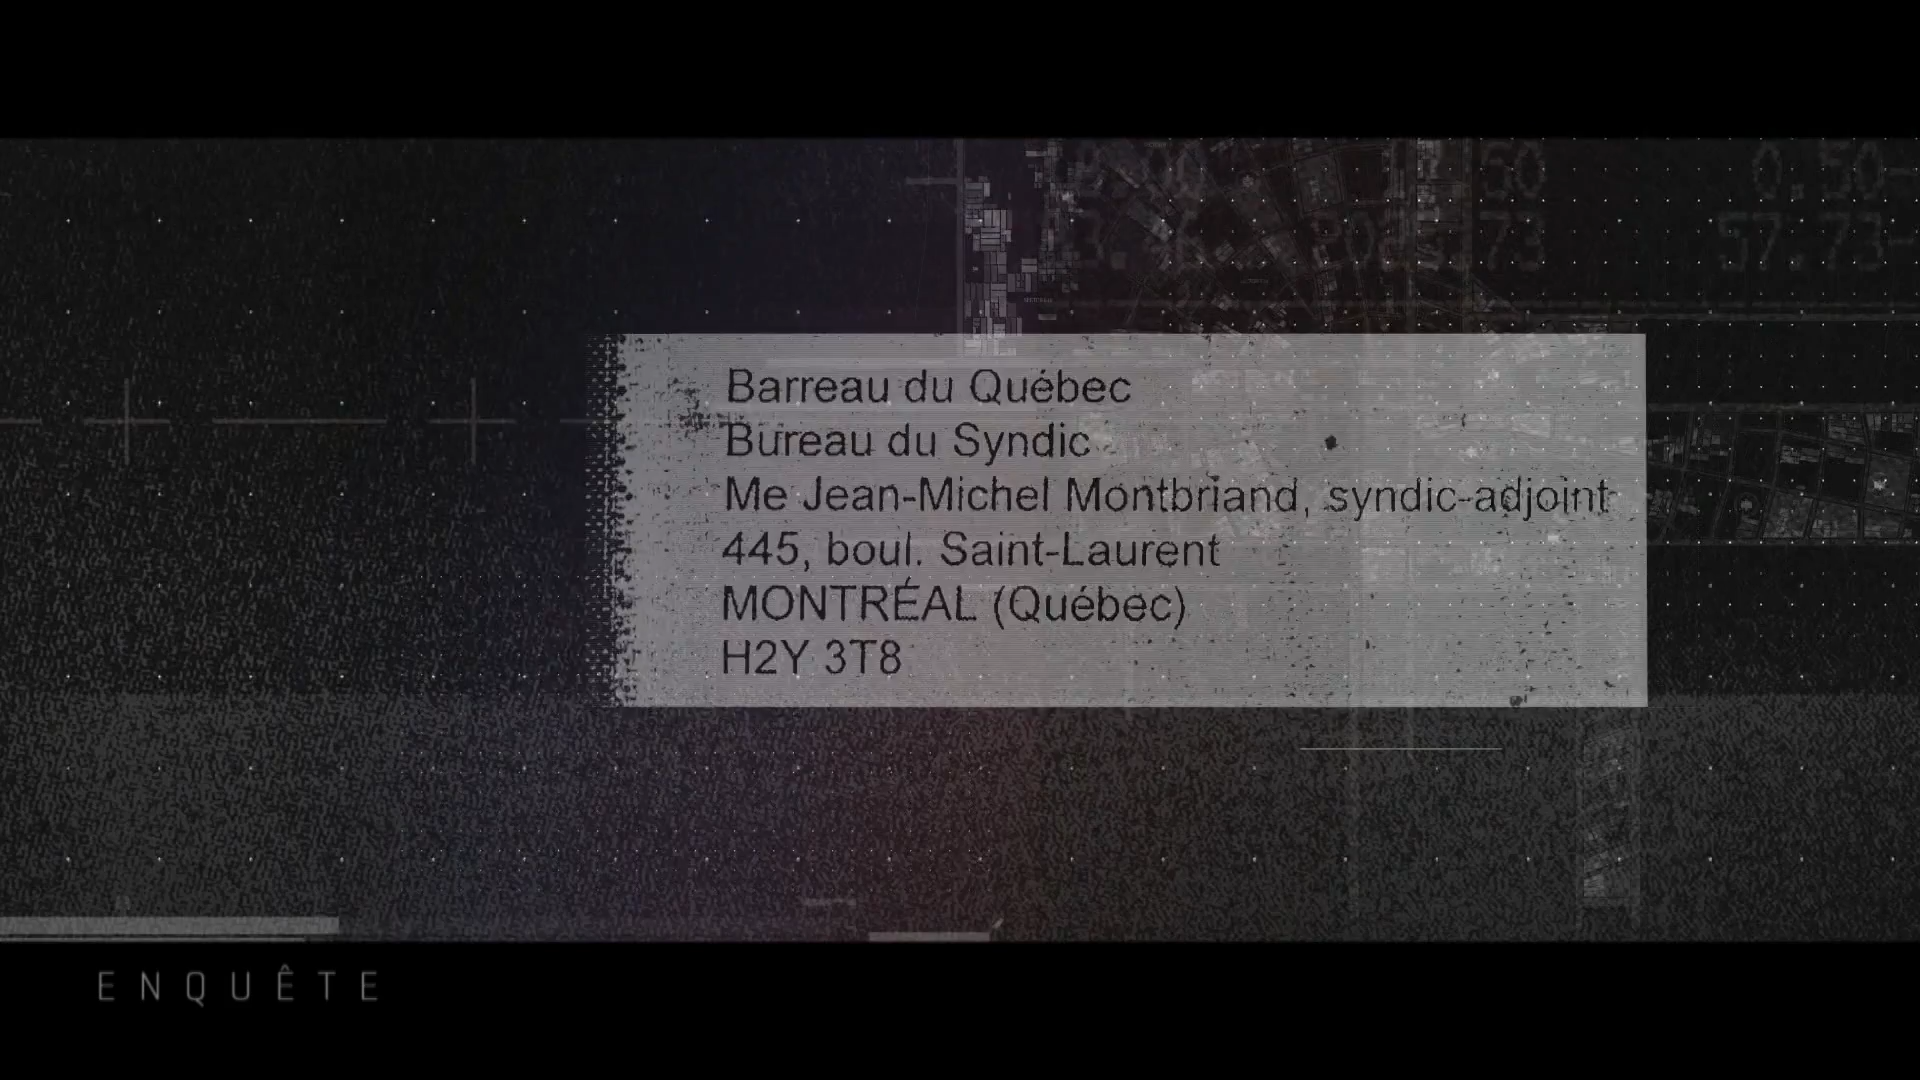 Barreau du Québec
Bureau du Syndic
Me Jean-Michel Montbriand, syndic-adjoint
445, boul. Saint-Laurent
MONTRÉAL (Québec)
H2Y 3T8
ENQUÊTE